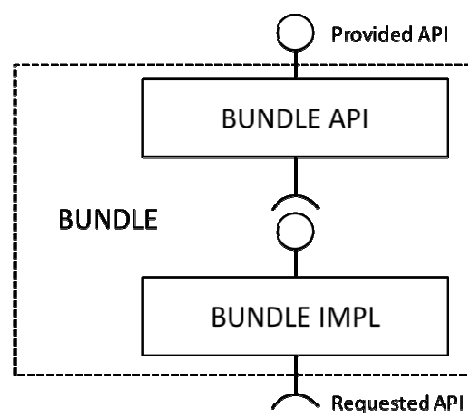 Provided API
BUNDLE API
BUNDLE
BUNDLE IMPL
Requested API